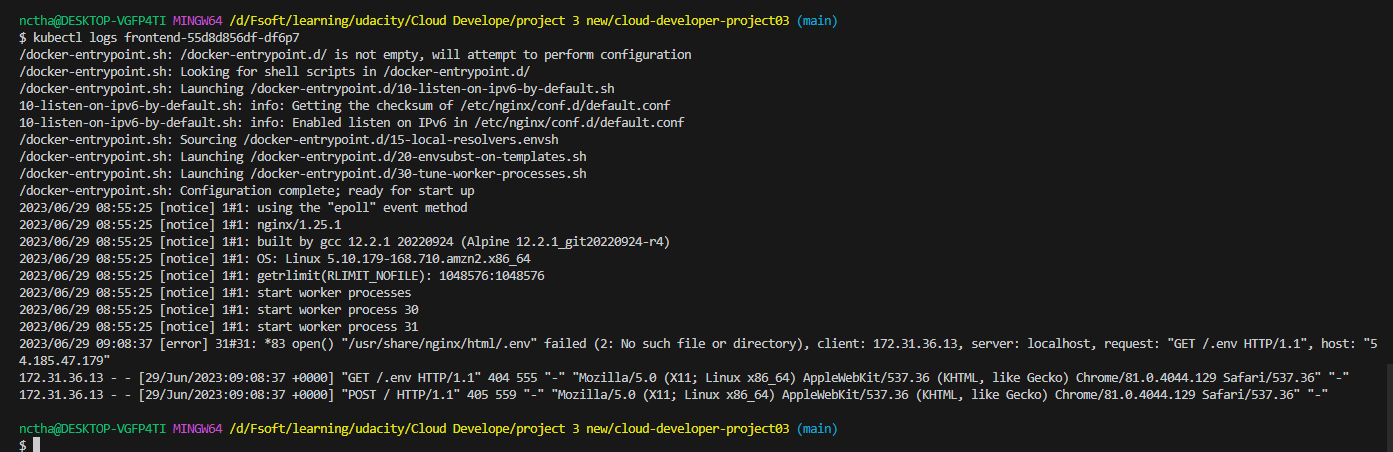 nctha@DESKTOP-VGFP4TI MINGW64 /d/Fsoft/learning/udacity/Cloud Develope/project 3 new/cloud-developer-project03 (main)
$ kubectl logs frontend-55d8d856df-df6p7
/docker-entrypoint.sh: /docker-entrypoint.d/ is not empty, will attempt to perform configuration
/docker-entrypoint.sh: Looking for shell scripts in /docker-entrypoint.d/
/docker-entrypoint.sh: Launching /docker-entrypoint.d/10-listen-on-ipv6-by-default.sh
10-listen-on-ipv6-by-default.sh: info: Getting the checksum of /etc/nginx/conf.d/default.conf
10-listen-on-ipv6-by-default.sh: info: Enabled listen on IPv6 in /etc/nginx/conf.d/default.conf
/docker-entrypoint.sh: Sourcing /docker-entrypoint.d/15-local-resolvers.envsh
/docker-entrypoint.sh: Launching /docker-entrypoint.d/20-envsubst-on-templates.sh
/docker-entrypoint.sh: Launching /docker-entrypoint.d/30-tune-worker-processes.sh
/docker-entrypoint.sh: Configuration complete; ready for start up
2023/06/29 08:55:25 [notice] 1#1: using the "epoll" event method
2023/06/29 08:55:25 [notice] 1#1: nginx/1.25.1
2023/06/29 08:55:25 [notice] 1#1: built by gcc 12.2.1 20220924 (Alpine 12.2.1_git20220924-r4)
2023/06/29 08:55:25 [notice] 1#1: OS: Linux 5.10.179-168.710.amzn2.x86_64
2023/06/29 08:55:25 [notice] 1#1: getrlimit(RLIMIT_NOFILE): 1048576:1048576
2023/06/29 08:55:25 [notice] 1#1: start worker processes
2023/06/29 08:55:25 [notice] 1#1: start worker process 30
2023/06/29 08:55:25 [notice] 1#1: start worker process 31
2023/06/29 09:08:37 [error] 31#31: *83 open() "/usr/share/nginx/html/.env" failed (2: No such file or directory), client: 172.31.36.13, server: localhost, request: "GET /.env HTTP/1.1", host: "5
4.185.47.179"
172.31.36.13 - - [29/Jun/2023:09:08:37 +0000] "GET /.env HTTP/1.1" 404 555 "-" "Mozilla/5.0 (X11; Linux x86_64) AppleWebKit/537.36 (KHTML, like Gecko) Chrome/81.0.4044.129 Safari/537.36" "-"
172.31.36.13 - - [29/Jun/2023:09:08:37 +0000] "POST / HTTP/1.1" 405 559 "-" "Mozilla/5.0 (X11; Linux x86_64) AppleWebKit/537.36 (KHTML, like Gecko) Chrome/81.0.4044.129 Safari/537.36" "-"
nctha@DESKTOP-VGFP4TI MINGW64 /d/Fsoft/learning/udacity/Cloud Develope/project 3 new/cloud-developer-project03 (main)
$